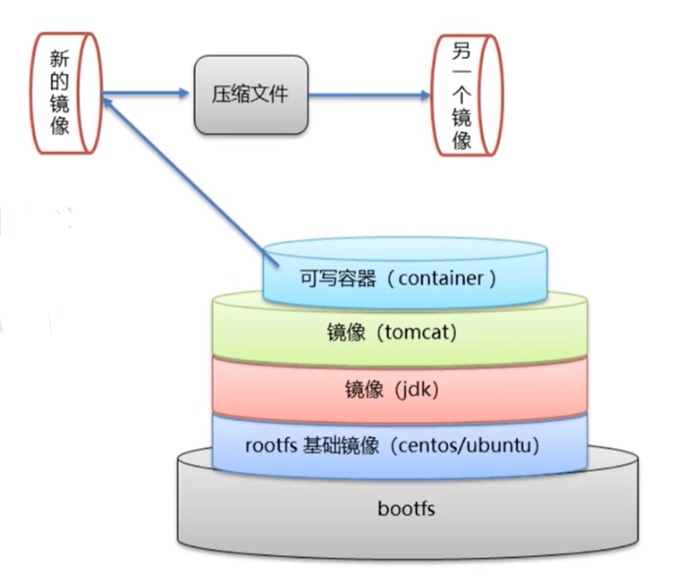 新的镜像
压缩文件
另一个镜像
可写容器（container）
镜像（tomcat）
镜像（jdk）
rootfs 基础镜像（centos/ubuntu）
bootfs